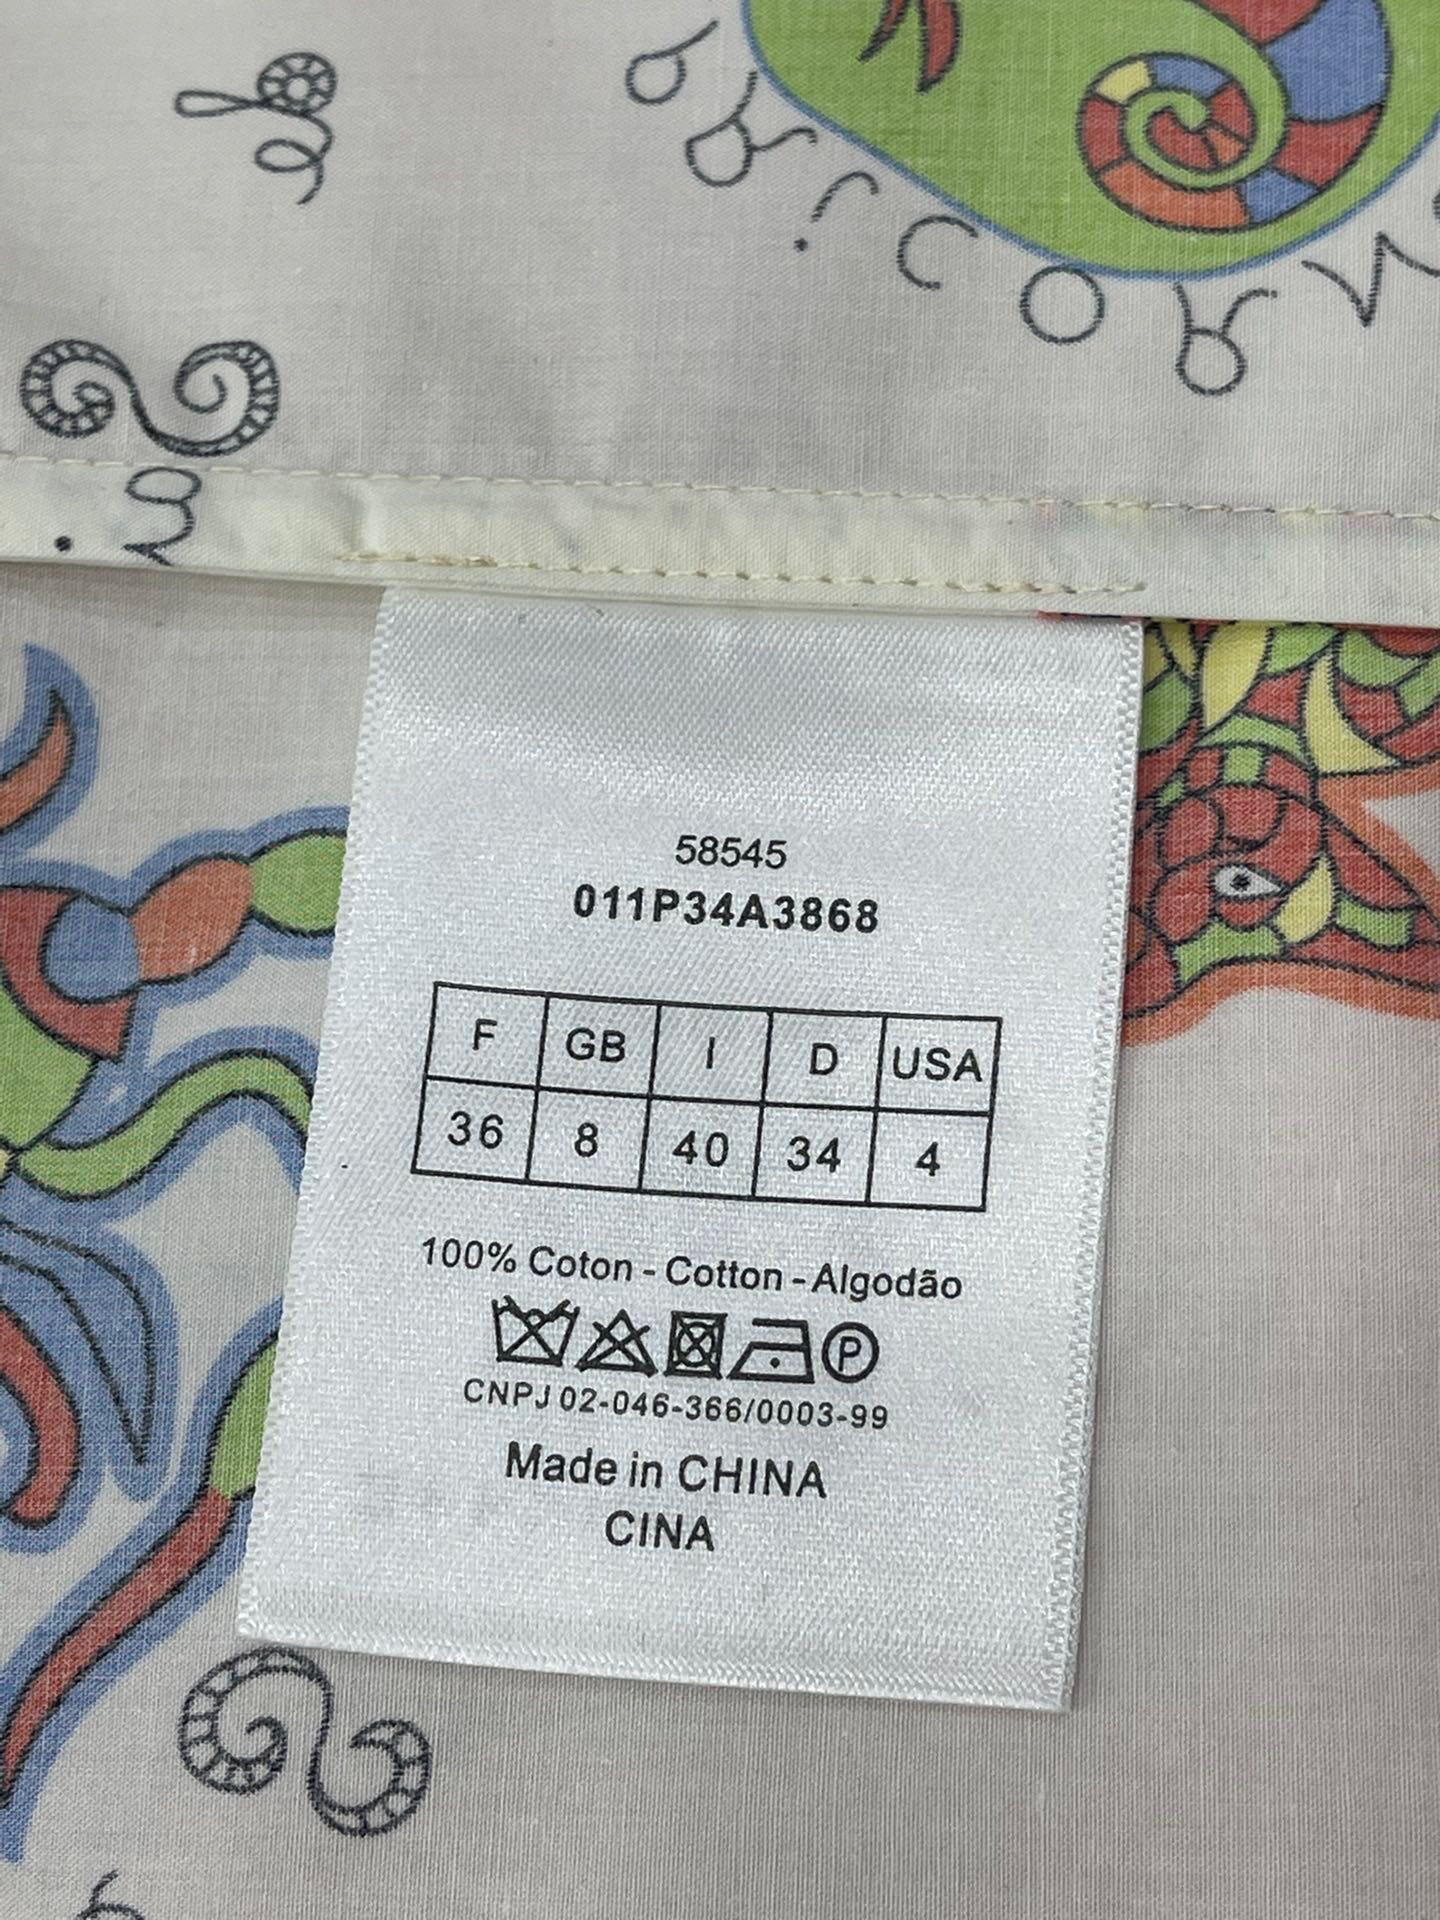 58545
011P34A3868
F GB I D USA
36 8 40 34 4
100% Coton - Cotton - Algodão
P
CNPJ 02-046-366/0003-99
Made in CHINA
CINA